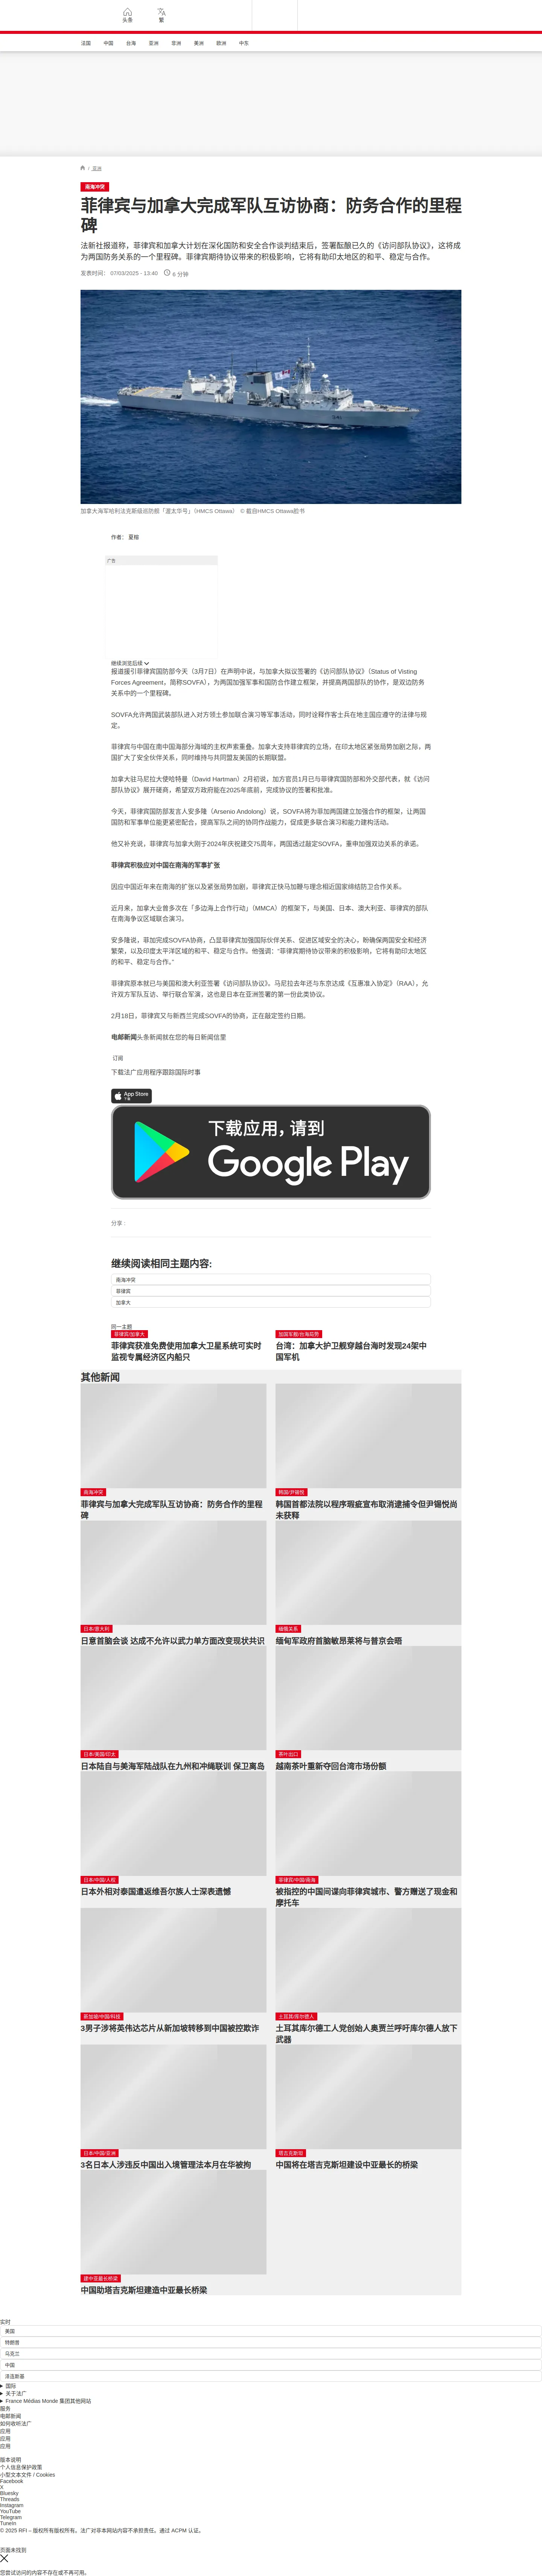 头条
繁
法国
中国
台海
亚洲
非洲
美洲
欧洲
中东
/ 亚洲
南海冲突
菲律宾与加拿大完成军队互访协商：防务合作的里程
碑
法新社报道称，菲律宾和加拿大计划在深化国防和安全合作谈判结束后，签署酝酿已久的《访问部队协议》，这将成
为两国防务关系的一个里程碑。菲律宾期待协议带来的积极影响，它将有助印太地区的和平、稳定与合作。
发表时间： 07/03/2025 - 13:40 6 分钟
加拿大海军哈利法克斯级巡防舰「渥太华号」（HMCS Ottawa） © 截自HMCS Ottawa脸书
作者： 夏榕
广告
继续浏览后续
报道援引菲律宾国防部今天（3月7日）在声明中说，与加拿大拟议签署的《访问部队协议》（Status of Visting
Forces Agreement，简称SOVFA），为两国加强军事和国防合作建立框架，并提高两国部队的协作，是双边防务
关系中的一个里程碑。
SOVFA允许两国武装部队进入对方领土参加联合演习等军事活动，同时诠释作客士兵在地主国应遵守的法律与规
定。
菲律宾与中国在南中国海部分海域的主权声索重叠。加拿大支持菲律宾的立场，在印太地区紧张局势加剧之际，两
国扩大了安全伙伴关系，同时维持与共同盟友美国的长期联盟。
加拿大驻马尼拉大使哈特曼（David Hartman）2月初说，加方官员1月已与菲律宾国防部和外交部代表，就《访问
部队协议》展开磋商，希望双方政府能在2025年底前，完成协议的签署和批准。
今天，菲律宾国防部发言人安多隆（Arsenio Andolong）说，SOVFA将为菲加两国建立加强合作的框架，让两国
国防和军事单位能更紧密配合，提高军队之间的协同作战能力，促成更多联合演习和能力建构活动。
他又补充说，菲律宾与加拿大刚于2024年庆祝建交75周年，两国透过敲定SOVFA，重申加强双边关系的承诺。
菲律宾积极应对中国在南海的军事扩张
因应中国近年来在南海的扩张以及紧张局势加剧，菲律宾正快马加鞭与理念相近国家缔结防卫合作关系。
近月来，加拿大业曾多次在「多边海上合作行动」（MMCA）的框架下，与美国、日本、澳大利亚、菲律宾的部队
在南海争议区域联合演习。
安多隆说，菲加完成SOVFA协商，凸显菲律宾加强国际伙伴关系、促进区域安全的决心，盼确保两国安全和经济
繁荣，以及印度太平洋区域的和平、稳定与合作。他强调：“菲律宾期待协议带来的积极影响，它将有助印太地区
的和平、稳定与合作。”
菲律宾原本就已与美国和澳大利亚签署《访问部队协议》。马尼拉去年还与东京达成《互惠准入协定》（RAA），允
许双方军队互访、举行联合军演，这也是日本在亚洲签署的第一份此类协议。
2月18日，菲律宾又与新西兰完成SOVFA的协商，正在敲定签约日期。
电邮新闻头条新闻就在您的每日新闻信里
订阅
下载法广应用程序跟踪国际时事
App Store
下载应用，请到
Google Play
分享 :
继续阅读相同主题内容:
南海冲突
菲律宾
加拿大
同一主题
菲律宾/加拿大
菲律宾获准免费使用加拿大卫星系统可实时
监视专属经济区内船只
加国军舰/台海局势
台湾：加拿大护卫舰穿越台海时发现24架中
国军机
其他新闻
南海冲突
菲律宾与加拿大完成军队互访协商：防务合作的里程
碑
韩国/尹锡悦
韩国首都法院以程序瑕疵宣布取消逮捕令但尹锡悦尚
未获释
日本/意大利
日意首脑会谈 达成不允许以武力单方面改变现状共识
缅俄关系
缅甸军政府首脑敏昂莱将与普京会晤
日本/美国/印太
日本陆自与美海军陆战队在九州和冲绳联训 保卫离岛
茶叶出口
越南茶叶重新夺回台湾市场份额
日本/中国/人权
日本外相对泰国遣返维吾尔族人士深表遗憾
菲律宾/中国/南海
被指控的中国间谍向菲律宾城市、警方赠送了现金和
摩托车
新加坡/中国/科技
3男子涉将英伟达芯片从新加坡转移到中国被控欺诈
土耳其/库尔德人
土耳其库尔德工人党创始人奥贾兰呼吁库尔德人放下
武器
日本/中国/亚洲
3名日本人涉违反中国出入境管理法本月在华被拘
塔吉克斯坦
中国将在塔吉克斯坦建设中亚最长的桥梁
建中亚最长桥梁
中国助塔吉克斯坦建造中亚最长桥梁
实时
美国
特朗普
乌克兰
中国
泽连斯基
国际
关于法广
France Médias Monde 集团其他网站
服务
电邮新闻
如何收听法广
应用
应用
应用
版本说明
个人信息保护政策
小型文本文件 / Cookies
Facebook
X
Bluesky
Threads
Instagram
YouTube
Telegram
TuneIn
© 2025 RFI – 版权所有版权所有。法广对非本网站内容不承担责任。通过 ACPM 认证。
页面未找到
您尝试访问的内容不存在或不再可用。